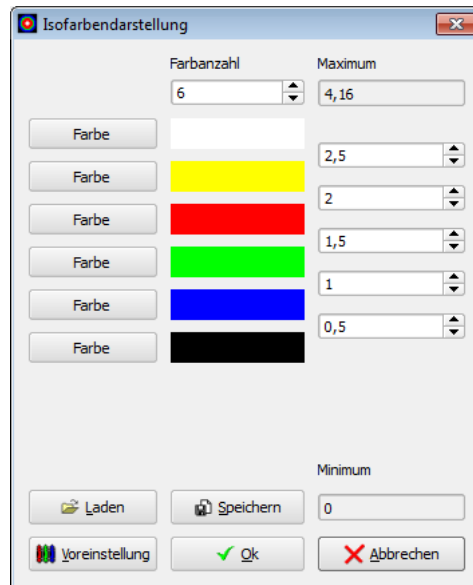 Isofarbendarstellung
Farbanzahl Maximum
6 4,16
Farbe
2,5
Farbe
2
Farbe
1,5
Farbe
1
Farbe
0,5
Farbe
Minimum
Laden Speichern 0
Voreinstellung Ok Abbrechen